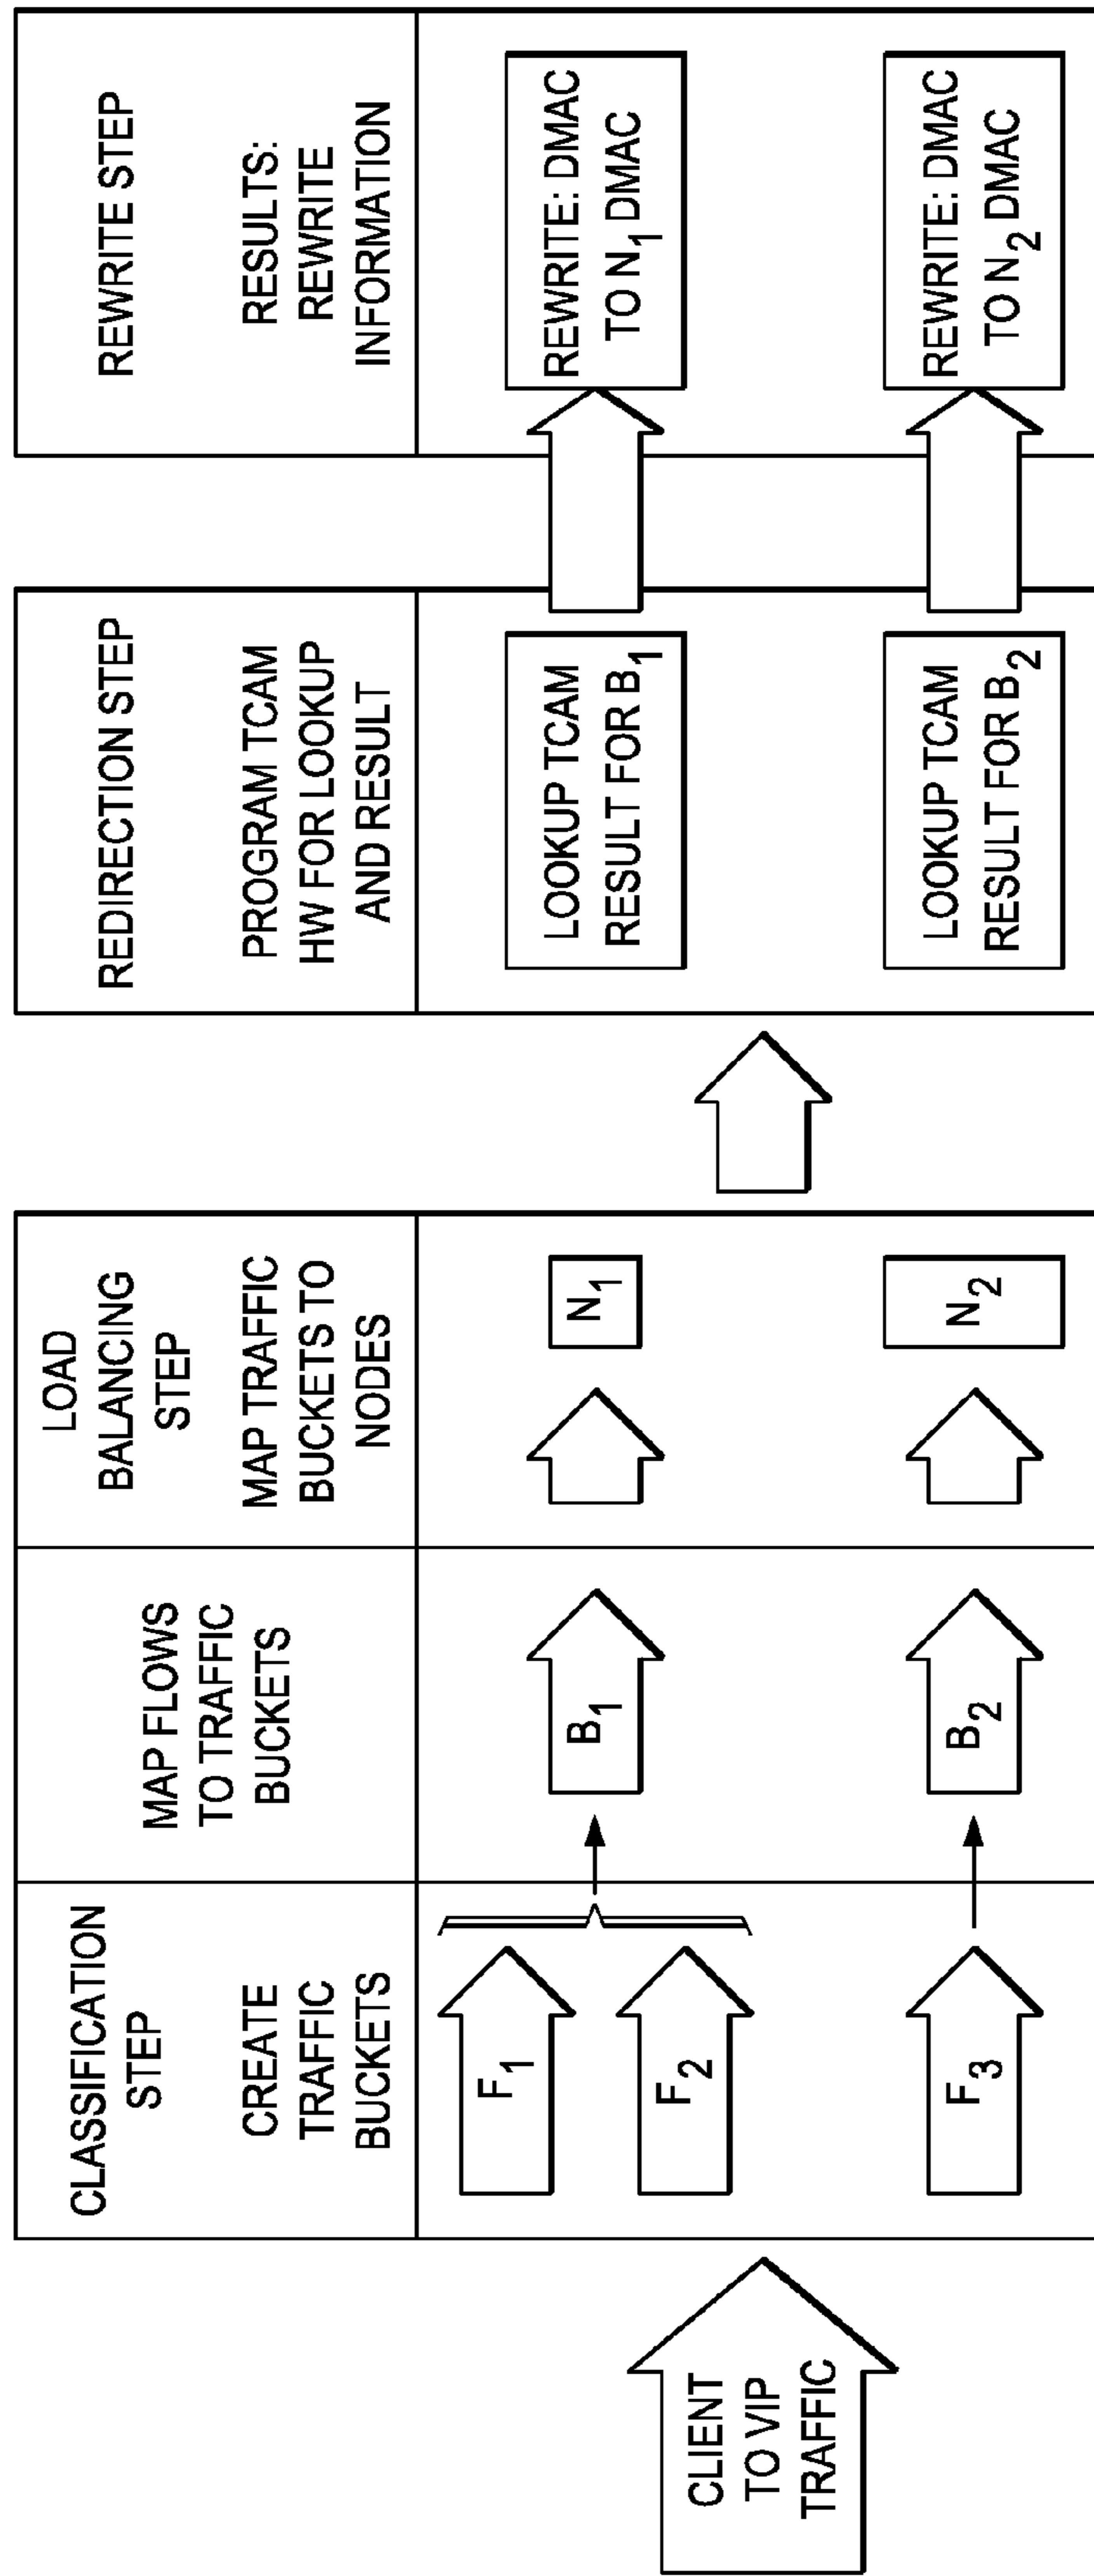 CLIENT
TO VIP
TRAFFIC
CLASSIFICATION
STEP
CREATE
TRAFFIC
BUCKETS
F1
F2
F3
MAP FLOWS
TO TRAFFIC
BUCKETS
B1
B2
LOAD
BALANCING
STEP
MAP TRAFFIC
BUCKETS TO
NODES
N1
N2
REDIRECTION STEP
PROGRAM TCAM
HW FOR LOOKUP
AND RESULT
LOOKUP TCAM
RESULT FOR B1
LOOKUP TCAM
RESULT FOR B2
REWRITE STEP
RESULTS:
REWRITE
INFORMATION
REWRITE: DMAC
TO N1 DMAC
REWRITE: DMAC
TO N2 DMAC